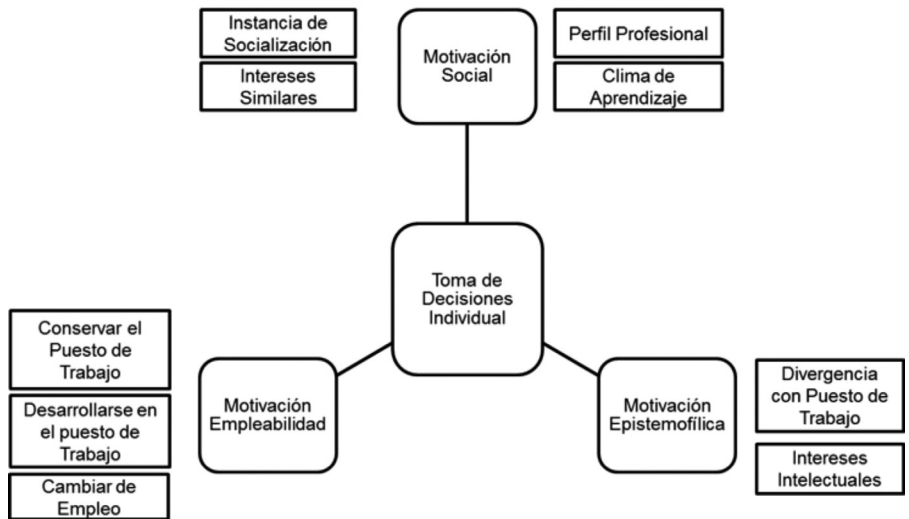 Instancia de
Socialización
Intereses
Similares
Motivación
Social
Perfil Profesional
Clima de
Aprendizaje
Toma de
Decisiones
Individual
Conservar el
Puesto de
Trabajo
Desarrollarse en
el puesto de
Trabajo
Cambiar de
Empleo
Motivación
Empleabilidad
Motivación
Epistemofílica
Divergencia
con Puesto de
Trabajo
Intereses
Intelectuales